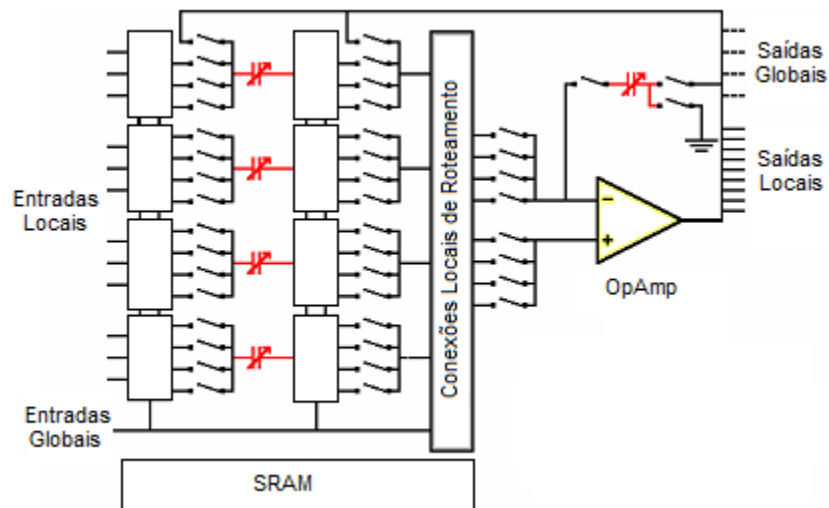 Saídas
Globais
Saídas
Locais
Entradas
Locais
Conexões Locais de Roteamento
−
+
OpAmp
Entradas
Globais
SRAM